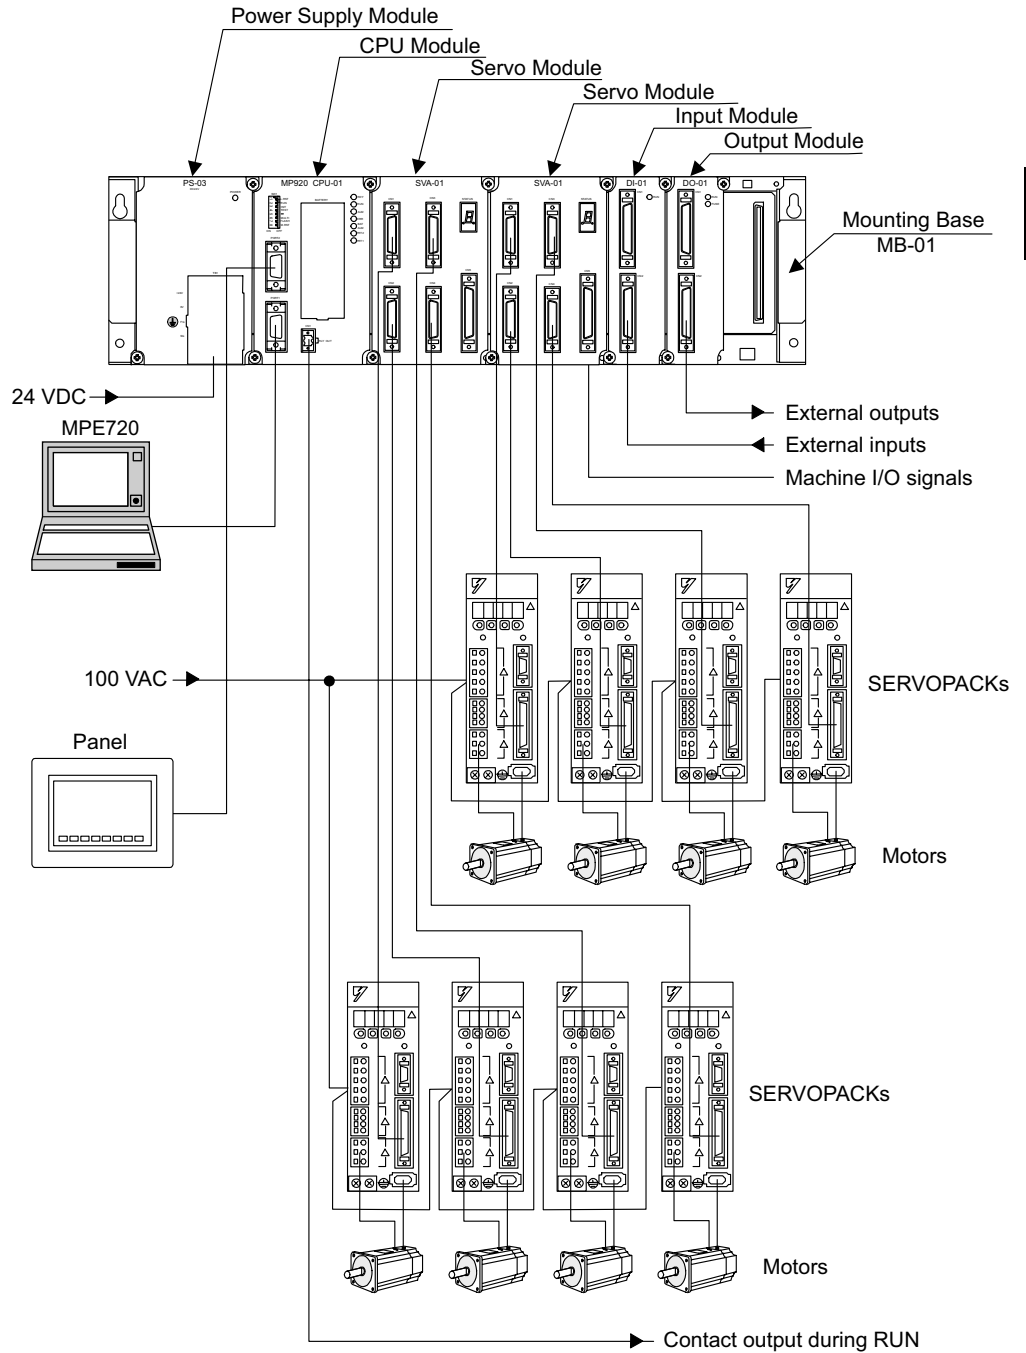 Power Supply Module
CPU Module
Servo Module
Servo Module
Input Module
Output Module
PS-03
MP920 CPU-01
SVA-01
SVA-01
DI-01
DO-01
Mounting Base
MB-01
24 VDC
MPE720
External outputs
External inputs
Machine I/O signals
100 VAC
SERVOPACKs
Panel
Motors
SERVOPACKs
Motors
Contact output during RUN